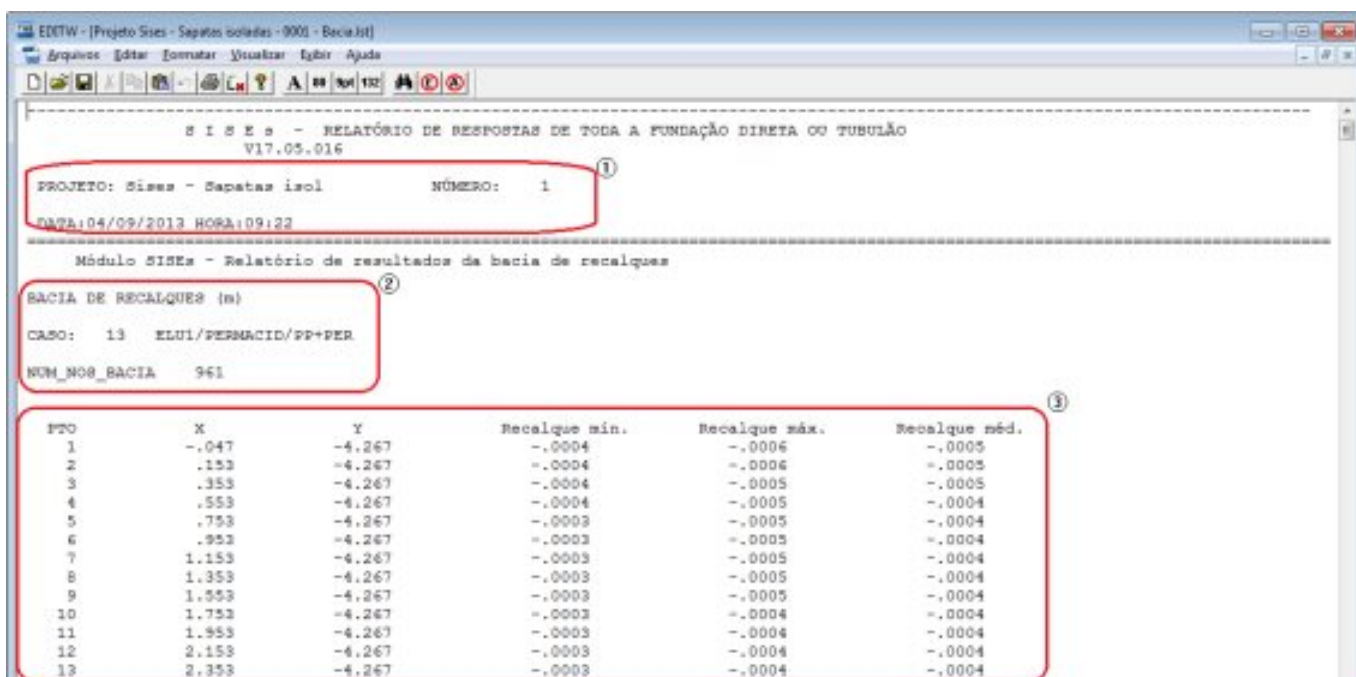 EDITW - [Projeto Sises - Sapatas isoladas - 0001 - Bacia.lst]
Arquivos Editar Formatar Visualizar Exibir Ajuda
S I S E s - RELATÓRIO DE RESPOSTAS DE TODA A FUNDAÇÃO DIRETA OU TUBULÃO
V17.05.016
①
PROJETO: Sises - Sapatas isol NÚMERO: 1
DATA:04/09/2013 HORA:09:22
Módulo SISEs - Relatório de resultados da bacia de recalques
②
BACIA DE RECALQUES (m)
CASO: 13 ELU1/PERMACID/PP+PER
NUM_NOS_BACIA 961
③
PTO X Y Recalque mín. Recalque máx. Recalque méd.
1 -.047 -4.267 -.0004 -.0006 -.0005
2 .153 -4.267 -.0004 -.0006 -.0005
3 .353 -4.267 -.0004 -.0005 -.0005
4 .553 -4.267 -.0004 -.0005 -.0004
5 .753 -4.267 -.0003 -.0005 -.0004
6 .953 -4.267 -.0003 -.0005 -.0004
7 1.153 -4.267 -.0003 -.0005 -.0004
8 1.353 -4.267 -.0003 -.0005 -.0004
9 1.553 -4.267 -.0003 -.0005 -.0004
10 1.753 -4.267 -.0003 -.0004 -.0004
11 1.953 -4.267 -.0003 -.0004 -.0004
12 2.153 -4.267 -.0003 -.0004 -.0004
13 2.353 -4.267 -.0003 -.0004 -.0004